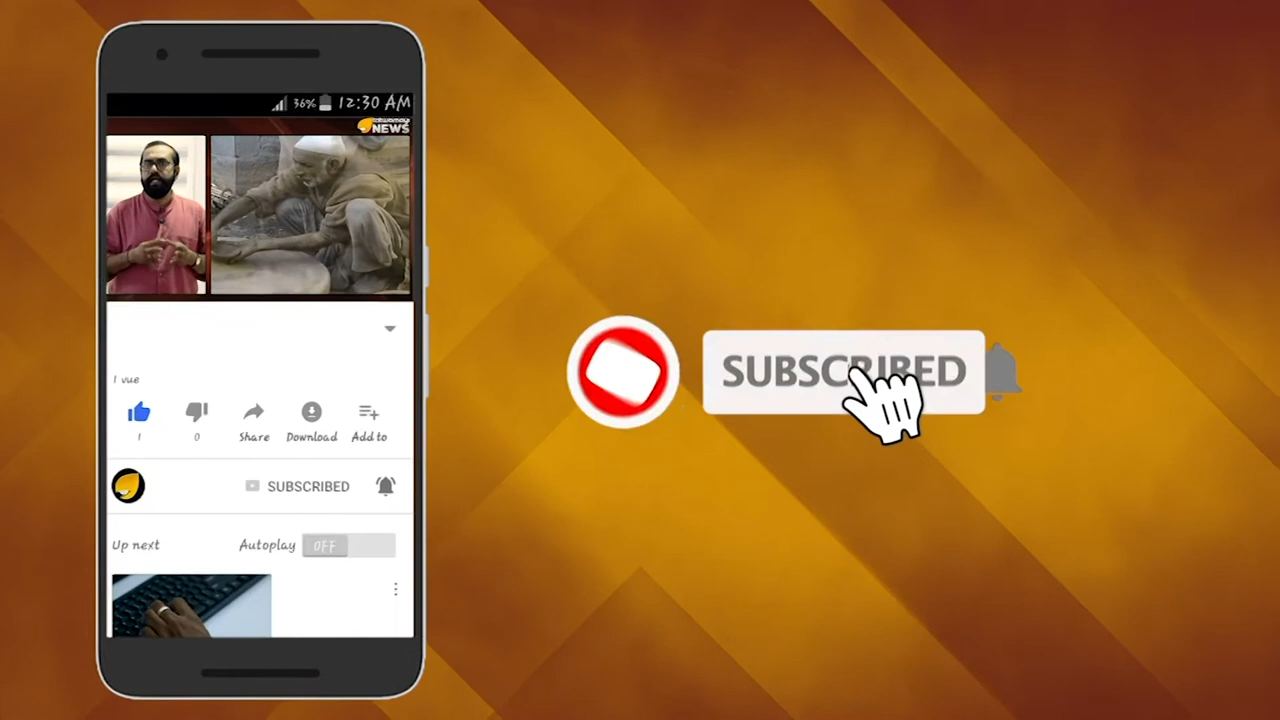 36% 12:30 AM
tatwamayi
NEWS
1 vue
1
0
Share
Download
Add to
SUBSCRIBED
Up next
Autoplay
OFF
SUBSCRIBED